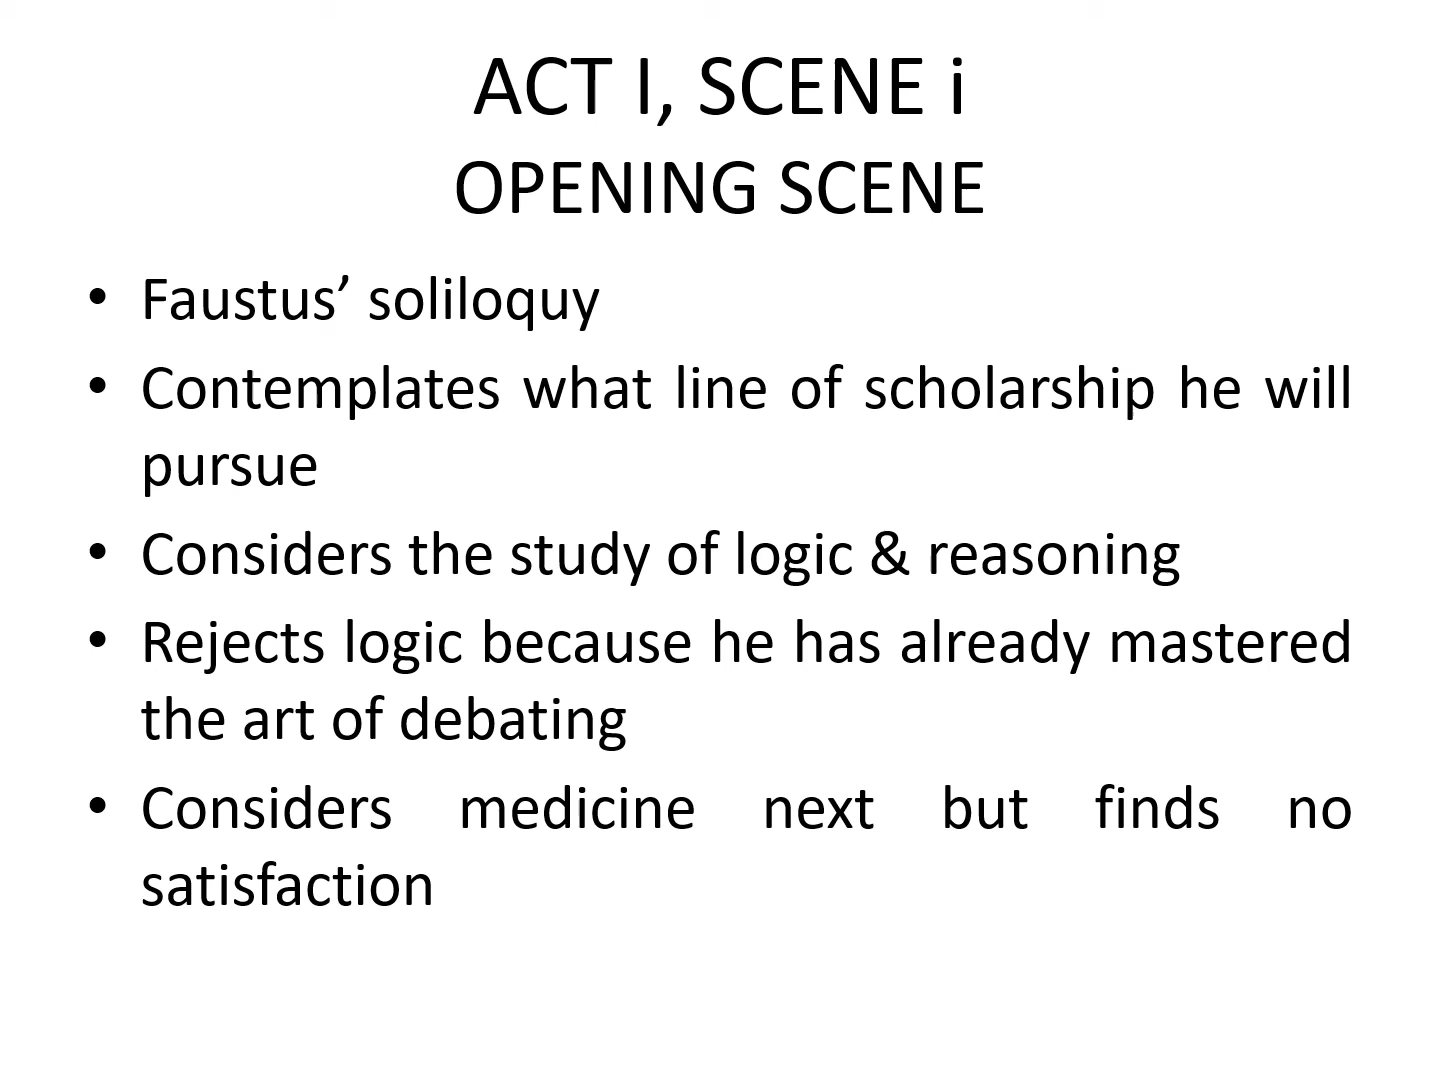 ACT I, SCENE i
OPENING SCENE
• Faustus’ soliloquy
• Contemplates what line of scholarship he will
pursue
• Considers the study of logic & reasoning
• Rejects logic because he has already mastered
the art of debating
• Considers medicine next but finds no
satisfaction